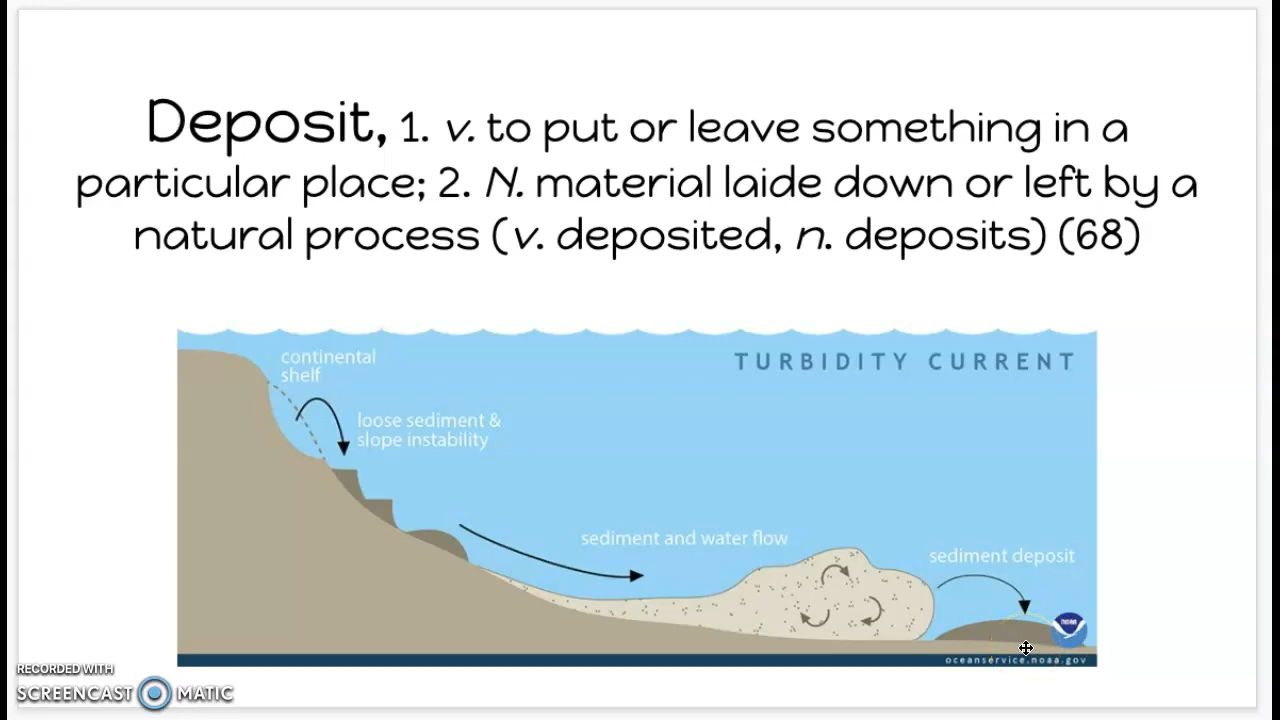 Deposit, 1. v. to put or leave something in a
particular place; 2. N. material laide down or left by a
natural process (v. deposited, n. deposits) (68)
TURBIDITY CURRENT
continental
shelf
loose sediment &
slope instability
sediment and water flow
sediment deposit
noaa
oceanservice.noaa.gov
RECORDED WITH
SCREENCAST MATIC